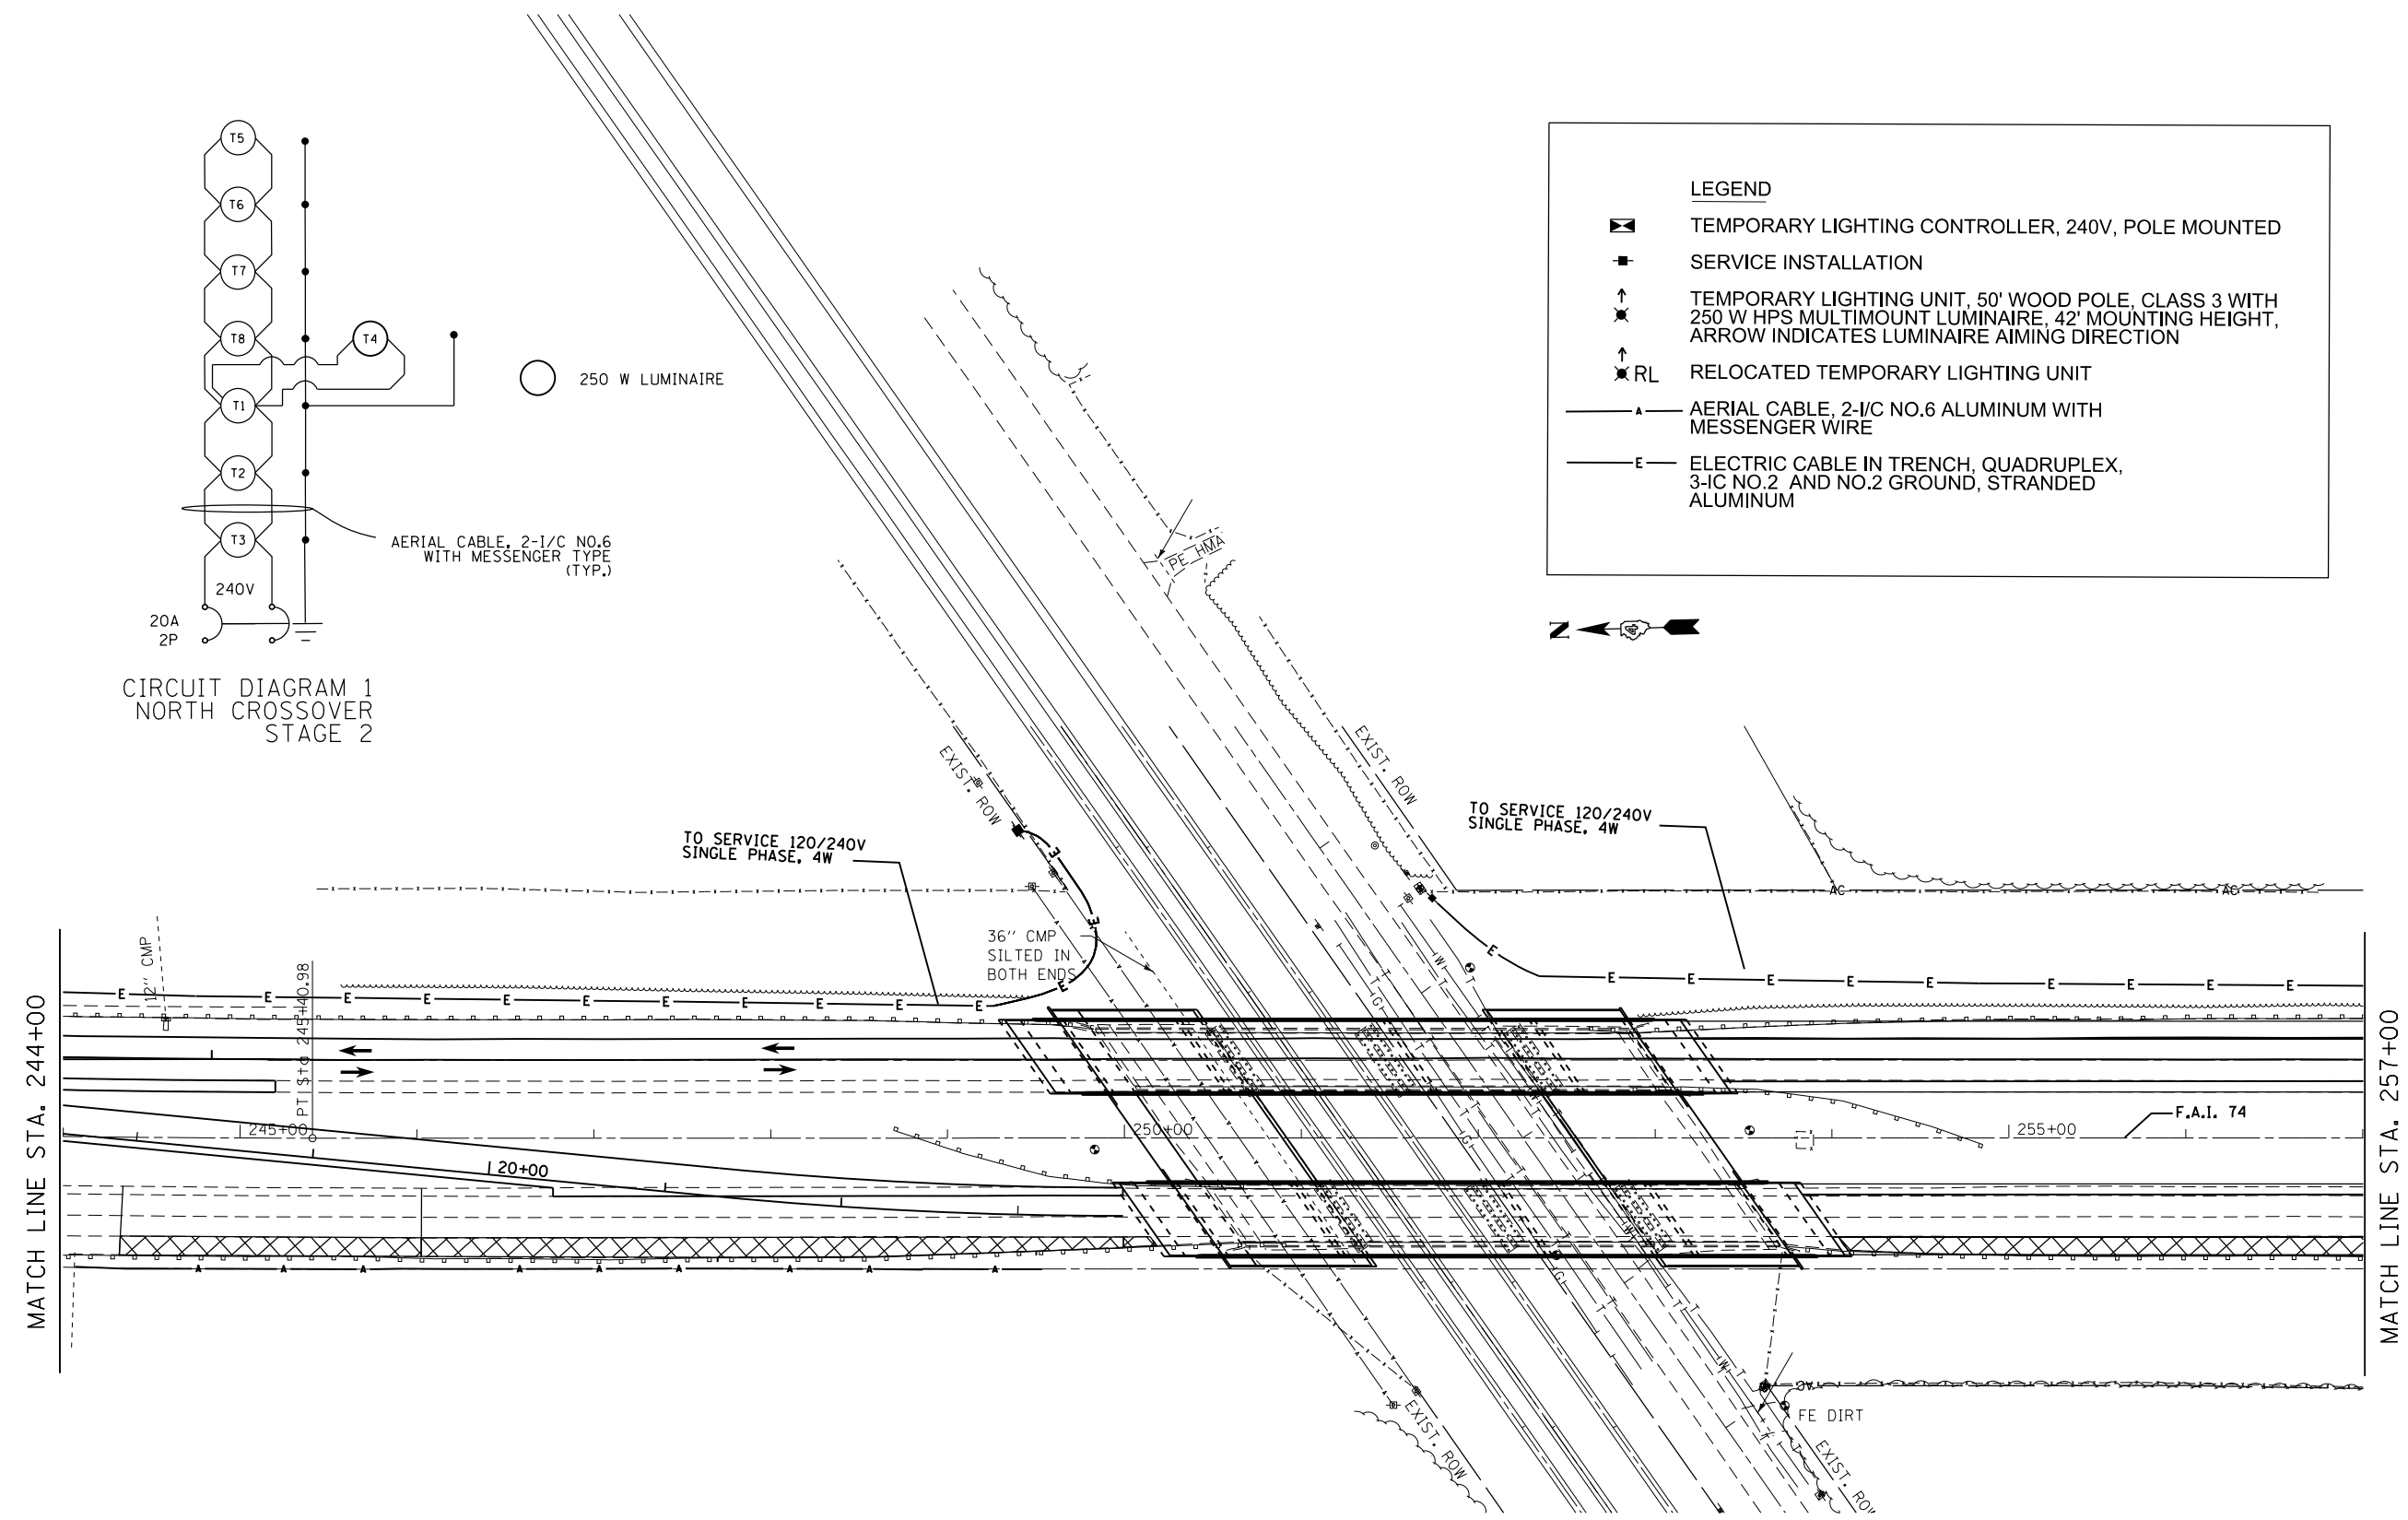 T5
T6
T7
T8
T4
T1
T2
T3
250 W LUMINAIRE
AERIAL CABLE, 2-I/C NO.6
WITH MESSENGER TYPE
(TYP.)
240V
20A
2P
CIRCUIT DIAGRAM 1
NORTH CROSSOVER
STAGE 2
LEGEND
TEMPORARY LIGHTING CONTROLLER, 240V, POLE MOUNTED
SERVICE INSTALLATION
TEMPORARY LIGHTING UNIT, 50' WOOD POLE, CLASS 3 WITH
250 W HPS MULTIMOUNT LUMINAIRE, 42' MOUNTING HEIGHT,
ARROW INDICATES LUMINAIRE AIMING DIRECTION
RL RELOCATED TEMPORARY LIGHTING UNIT
A AERIAL CABLE, 2-I/C NO.6 ALUMINUM WITH
MESSENGER WIRE
E ELECTRIC CABLE IN TRENCH, QUADRUPLEX,
3-IC NO.2 AND NO.2 GROUND, STRANDED
ALUMINUM
N
PE HMA
EXIST. ROW
EXIST. ROW
TO SERVICE 120/240V
SINGLE PHASE, 4W
TO SERVICE 120/240V
SINGLE PHASE, 4W
AC
AC
36'' CMP
SILTED IN
BOTH ENDS
12'' CMP
PT Sta 245+40.98
E E E E E E E E E E E E E E
E E E E E E E E E E
MATCH LINE STA. 244+00
MATCH LINE STA. 257+00
245+00
250+00
255+00
F.A.I. 74
20+00
A A A A A A A A A
AC
FE DIRT
EXIST. ROW
EXIST. ROW